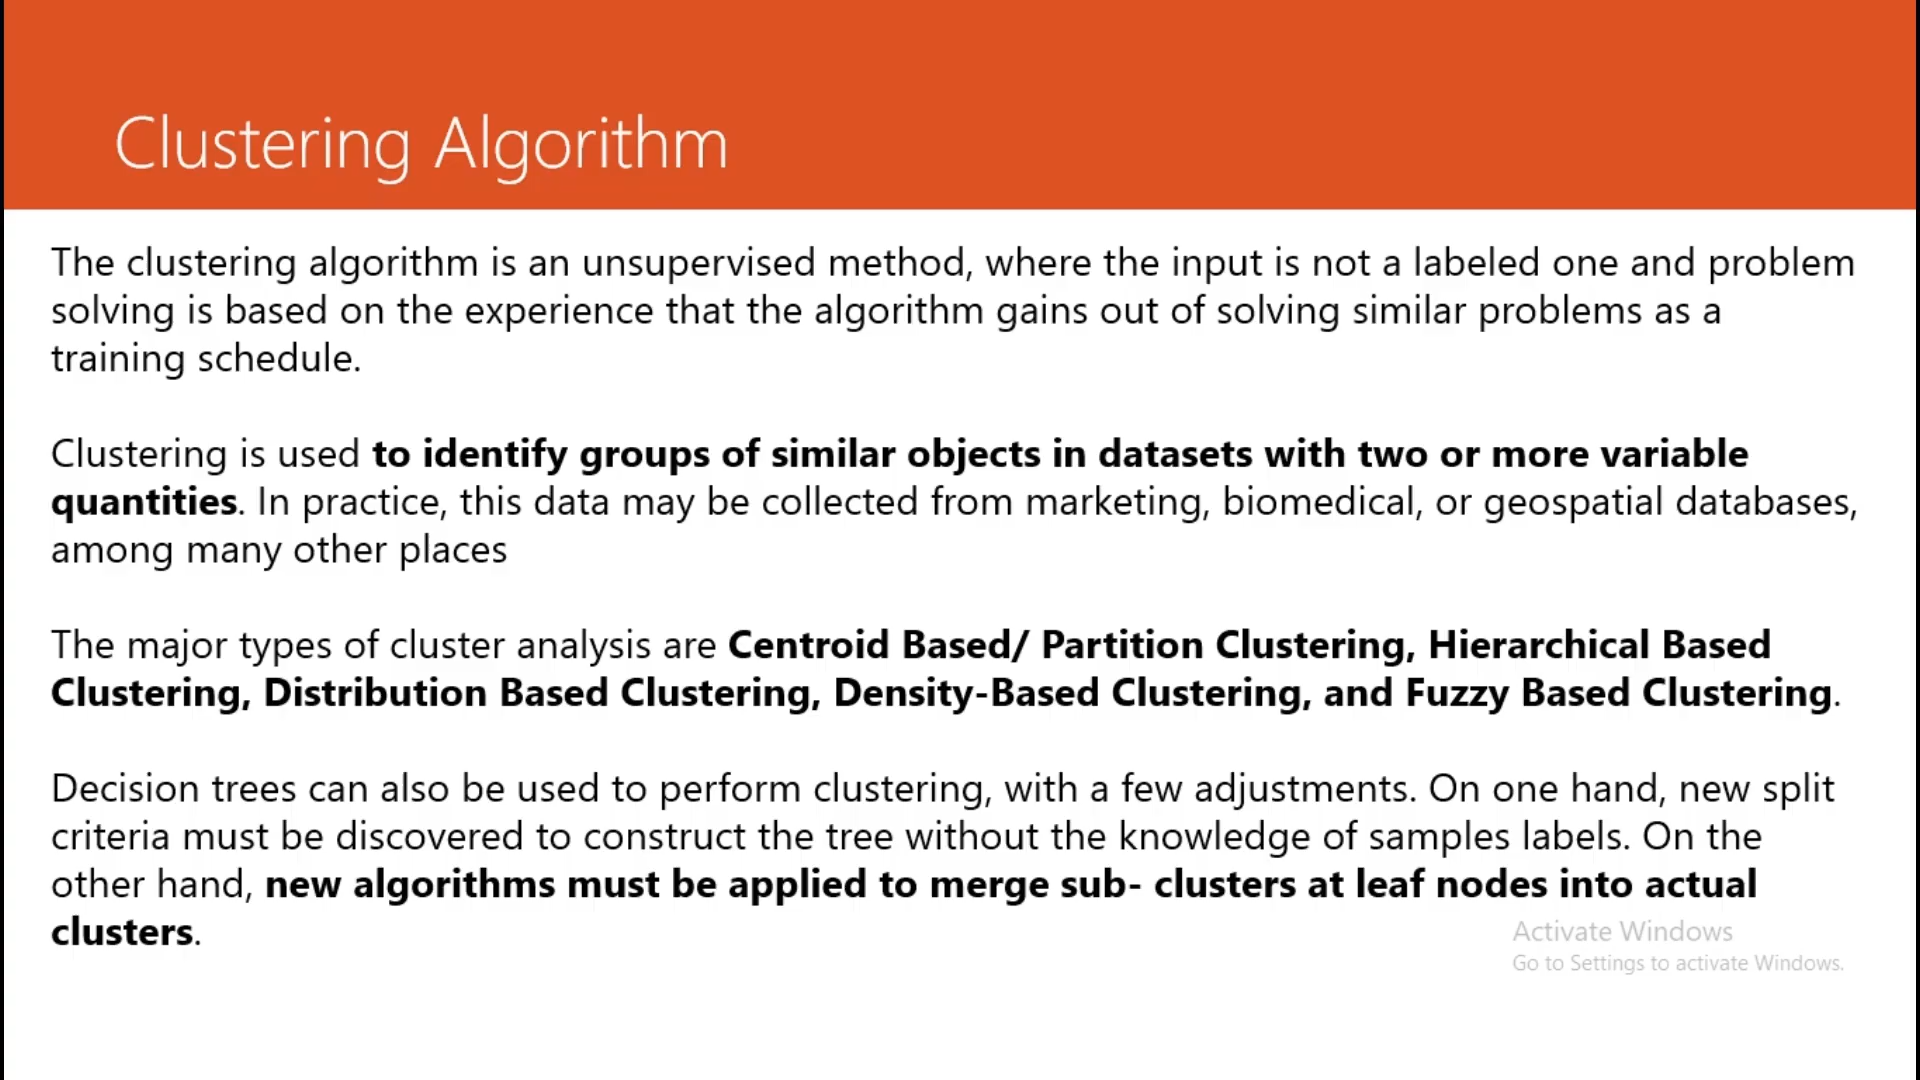 Clustering Algorithm
The clustering algorithm is an unsupervised method, where the input is not a labeled one and problem
solving is based on the experience that the algorithm gains out of solving similar problems as a
training schedule.
Clustering is used to identify groups of similar objects in datasets with two or more variable
quantities. In practice, this data may be collected from marketing, biomedical, or geospatial databases,
among many other places
The major types of cluster analysis are Centroid Based/ Partition Clustering, Hierarchical Based
Clustering, Distribution Based Clustering, Density-Based Clustering, and Fuzzy Based Clustering.
Decision trees can also be used to perform clustering, with a few adjustments. On one hand, new split
criteria must be discovered to construct the tree without the knowledge of samples labels. On the
other hand, new algorithms must be applied to merge sub- clusters at leaf nodes into actual
clusters.
Activate Windows
Go to Settings to activate Windows.